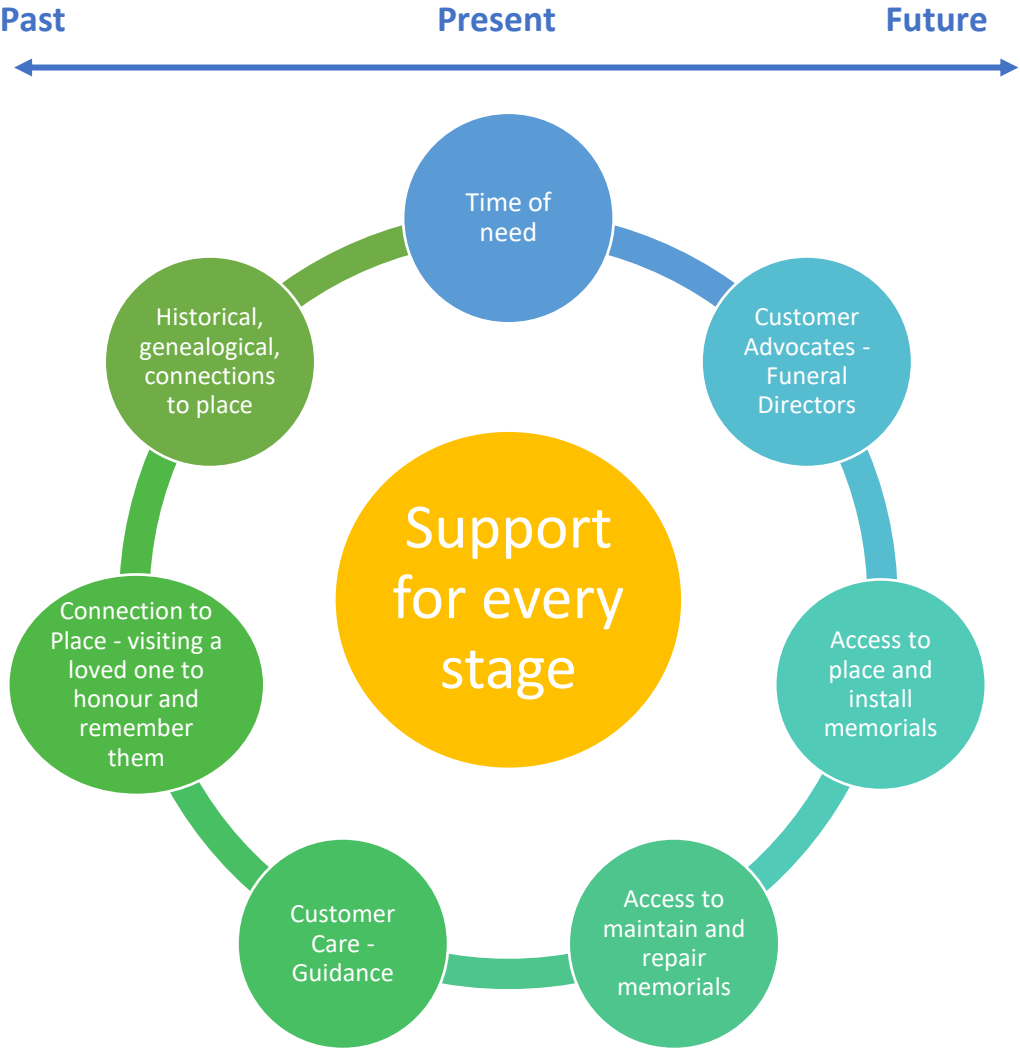 Past Present Future
Time of
need
Customer
Advocates -
Funeral
Directors
Access to
place and
install
memorials
Access to
maintain and
repair
memorials
Customer
Care -
Guidance
Connection to
Place - visiting a
loved one to
honour and
remember
them
Historical,
genealogical,
connections
to place
Support
for every
stage